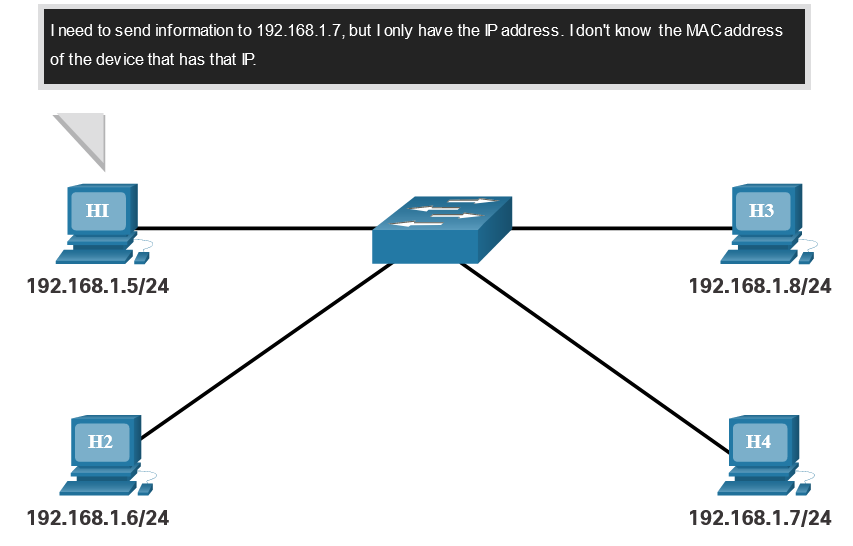 I need to send information to 192.168.1.7, but I only have the IP address. I don't know the MAC address
of the device that has that IP.
H1
H3
192.168.1.5/24
192.168.1.8/24
H2
H4
192.168.1.6/24
192.168.1.7/24